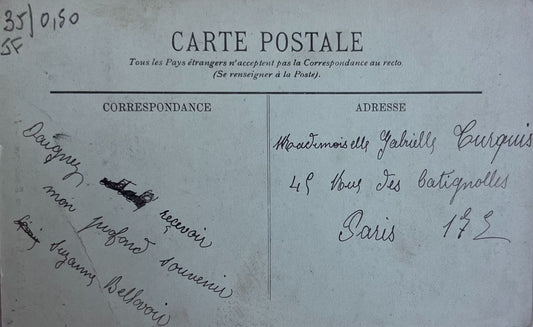 35/0,50
5F
CARTE POSTALE
Tous les Pays étrangers n'acceptent pas la Correspondance au recto
(Se renseigner à la Poste).
CORRESPONDANCE
Daignez recevoir
mon profond souvenir
Suzanne Bellavoir
ADRESSE
Mademoiselle Gabrielle Turquis
45 Rue des Batignolles
Paris 17E